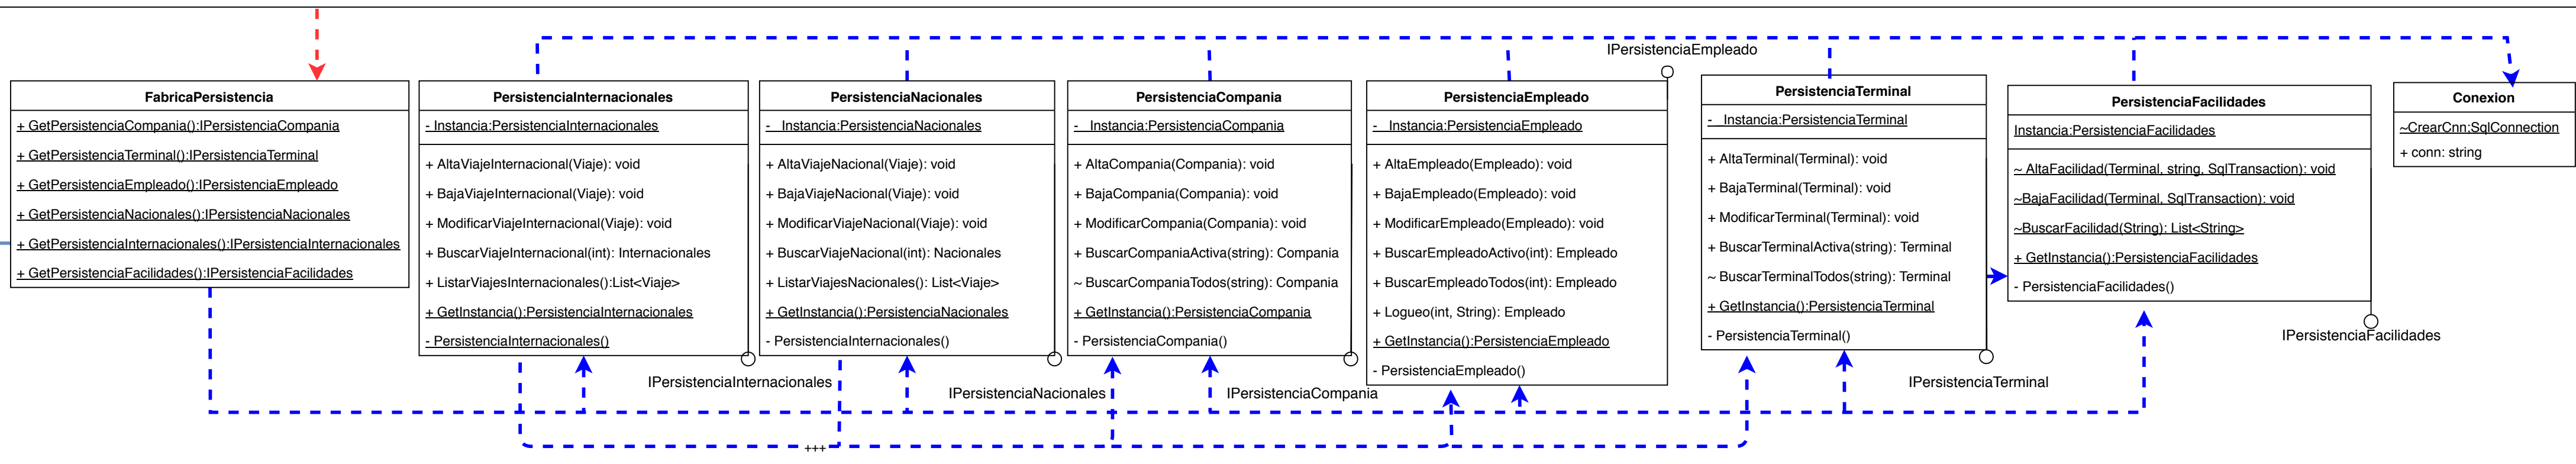 IPersistenciaEmpleado
FabricaPersistencia
+ GetPersistenciaCompania():IPersistenciaCompania
+ GetPersistenciaTerminal():IPersistenciaTerminal
+ GetPersistenciaEmpleado():IPersistenciaEmpleado
+ GetPersistenciaNacionales():IPersistenciaNacionales
+ GetPersistenciaInternacionales():IPersistenciaInternacionales
+ GetPersistenciaFacilidades():IPersistenciaFacilidades
PersistenciaInternacionales
- Instancia:PersistenciaInternacionales
+ AltaViajeInternacional(Viaje): void
+ BajaViajeInternacional(Viaje): void
+ ModificarViajeInternacional(Viaje): void
+ BuscarViajeInternacional(int): Internacionales
+ ListarViajesInternacionales():List<Viaje>
+ GetInstancia():PersistenciaInternacionales
- PersistenciaInternacionales()
IPersistenciaInternacionales
PersistenciaNacionales
- _Instancia:PersistenciaNacionales
+ AltaViajeNacional(Viaje): void
+ BajaViajeNacional(Viaje): void
+ ModificarViajeNacional(Viaje): void
+ BuscarViajeNacional(int): Nacionales
+ ListarViajesNacionales(): List<Viaje>
+ GetInstancia():PersistenciaNacionales
- PersistenciaInternacionales()
IPersistenciaNacionales
PersistenciaCompania
- _Instancia:PersistenciaCompania
+ AltaCompania(Compania): void
+ BajaCompania(Compania): void
+ ModificarCompania(Compania): void
+ BuscarCompaniaActiva(string): Compania
~ BuscarCompaniaTodos(string): Compania
+ GetInstancia():PersistenciaCompania
- PersistenciaCompania()
IPersistenciaCompania
PersistenciaEmpleado
- _Instancia:PersistenciaEmpleado
+ AltaEmpleado(Empleado): void
+ BajaEmpleado(Empleado): void
+ ModificarEmpleado(Empleado): void
+ BuscarEmpleadoActivo(int): Empleado
+ BuscarEmpleadoTodos(int): Empleado
+ Logueo(int, String): Empleado
+ GetInstancia():PersistenciaEmpleado
- PersistenciaEmpleado()
PersistenciaTerminal
- _Instancia:PersistenciaTerminal
+ AltaTerminal(Terminal): void
+ BajaTerminal(Terminal): void
+ ModificarTerminal(Terminal): void
+ BuscarTerminalActiva(string): Terminal
~ BuscarTerminalTodos(string): Terminal
+ GetInstancia():PersistenciaTerminal
- PersistenciaTerminal()
IPersistenciaTerminal
PersistenciaFacilidades
Instancia:PersistenciaFacilidades
~ AltaFacilidad(Terminal, string, SqlTransaction): void
~BajaFacilidad(Terminal, SqlTransaction): void
~BuscarFacilidad(String): List<String>
+ GetInstancia():PersistenciaFacilidades
- PersistenciaFacilidades()
IPersistenciaFacilidades
Conexion
~CrearCnn;SqlConnection
+ conn: string
+++